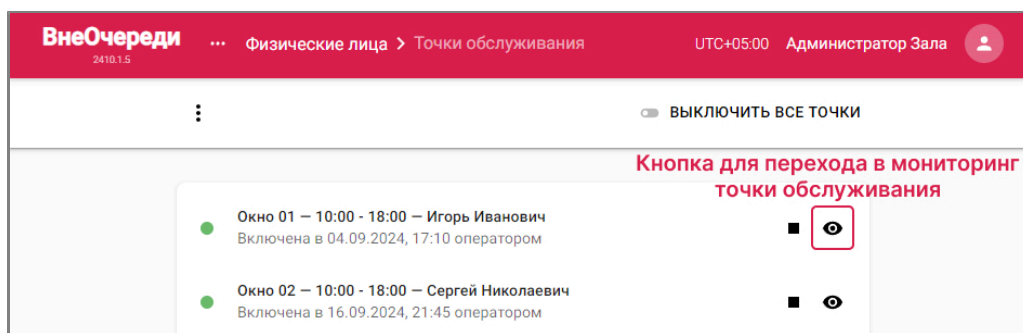 ВнеОчереди ... Физические лица > Точки обслуживания UTC+05:00 Администратор Зала
2410.1.5
ВЫКЛЮЧИТЬ ВСЕ ТОЧКИ
Кнопка для перехода в мониторинг
точки обслуживания
Окно 01 — 10:00 - 18:00 — Игорь Иванович
Включена в 04.09.2024, 17:10 оператором
Окно 02 — 10:00 - 18:00 — Сергей Николаевич
Включена в 16.09.2024, 21:45 оператором